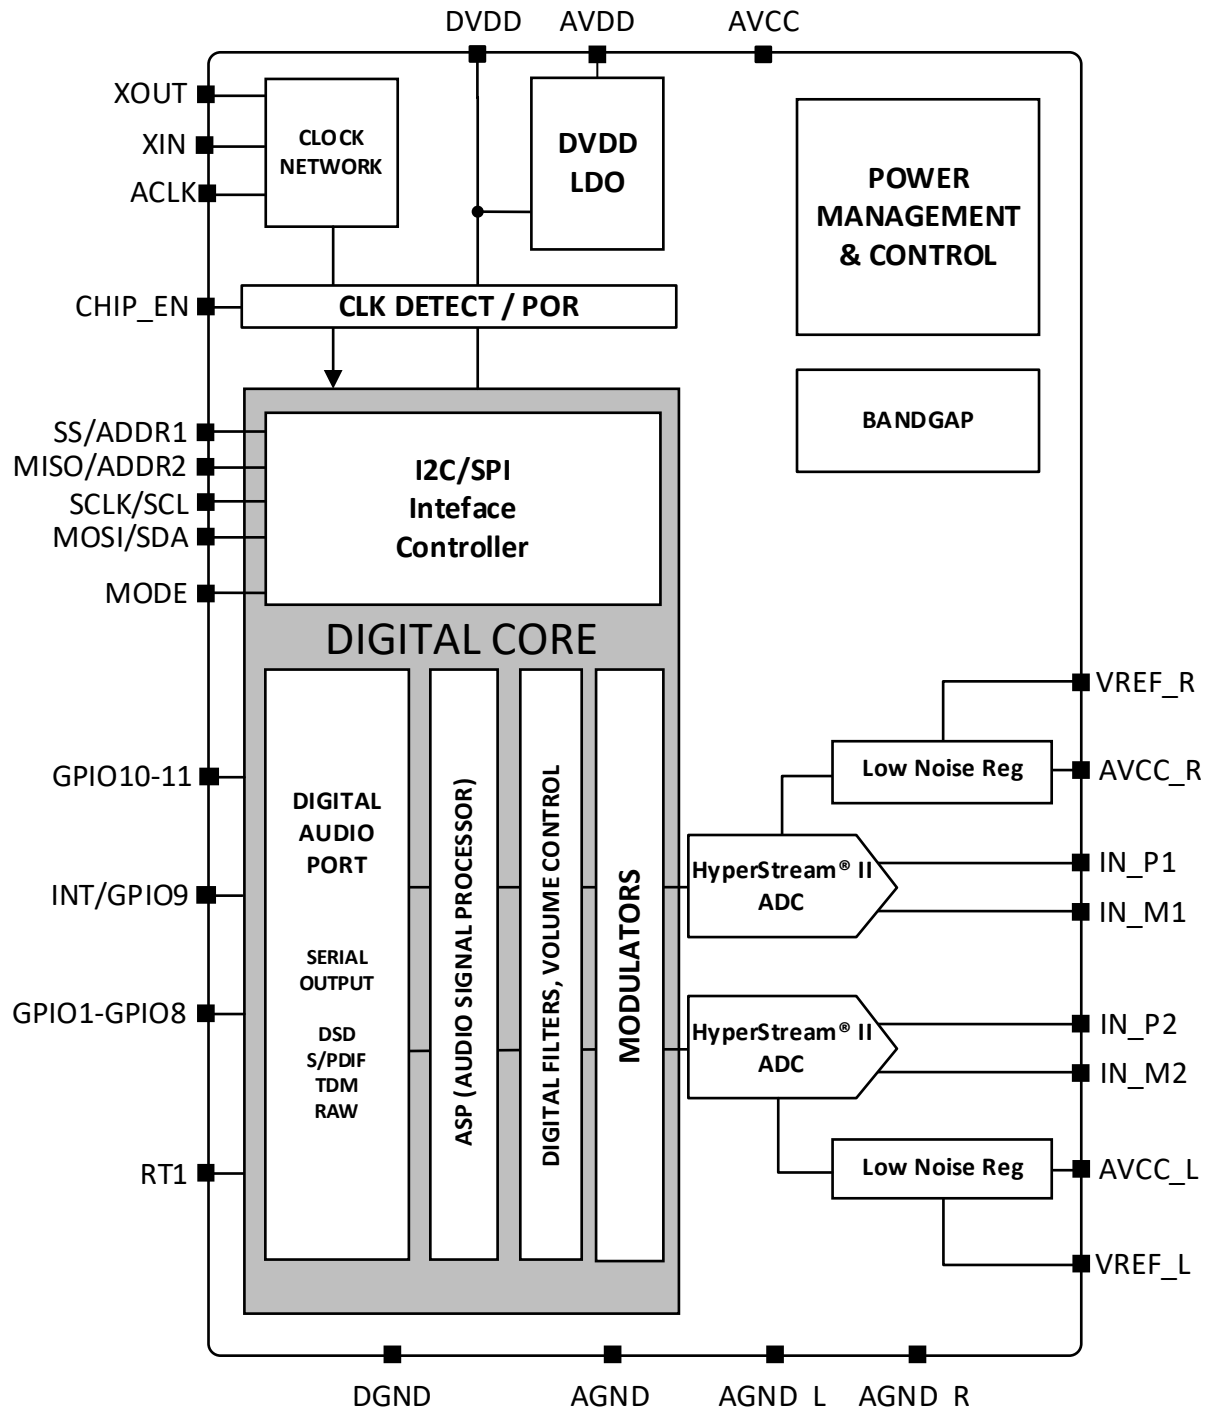 DVDD
AVDD
AVCC
XOUT
XIN
ACLK
CLOCK
NETWORK
DVDD
LDO
POWER
MANAGEMENT
& CONTROL
CHIP_EN
CLK DETECT / POR
BANDGAP
SS/ADDR1
MISO/ADDR2
SCLK/SCL
MOSI/SDA
MODE
I2C/SPI
Inteface
Controller
DIGITAL CORE
GPIO10-11
INT/GPIO9
GPIO1-GPIO8
RT1
DIGITAL
AUDIO
PORT
SERIAL
OUTPUT
DSD
S/PDIF
TDM
RAW
ASP (AUDIO SIGNAL PROCESSOR)
DIGITAL FILTERS, VOLUME CONTROL
MODULATORS
VREF_R
Low Noise Reg
AVCC_R
HyperStream® II
ADC
IN_P1
IN_M1
HyperStream® II
ADC
IN_P2
IN_M2
Low Noise Reg
AVCC_L
VREF_L
DGND
AGND
AGND L
AGND R